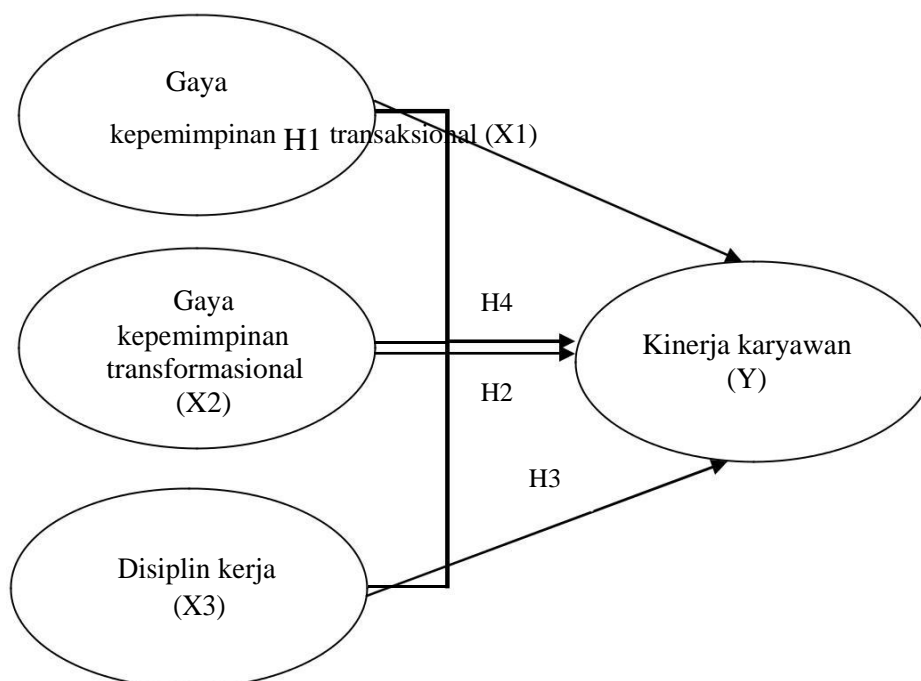 Gaya
kepemimpinan H1 transaksional (X1)
Gaya
kepemimpinan
transformasional
(X2)
H4
H2
Kinerja karyawan
(Y)
H3
Disiplin kerja
(X3)